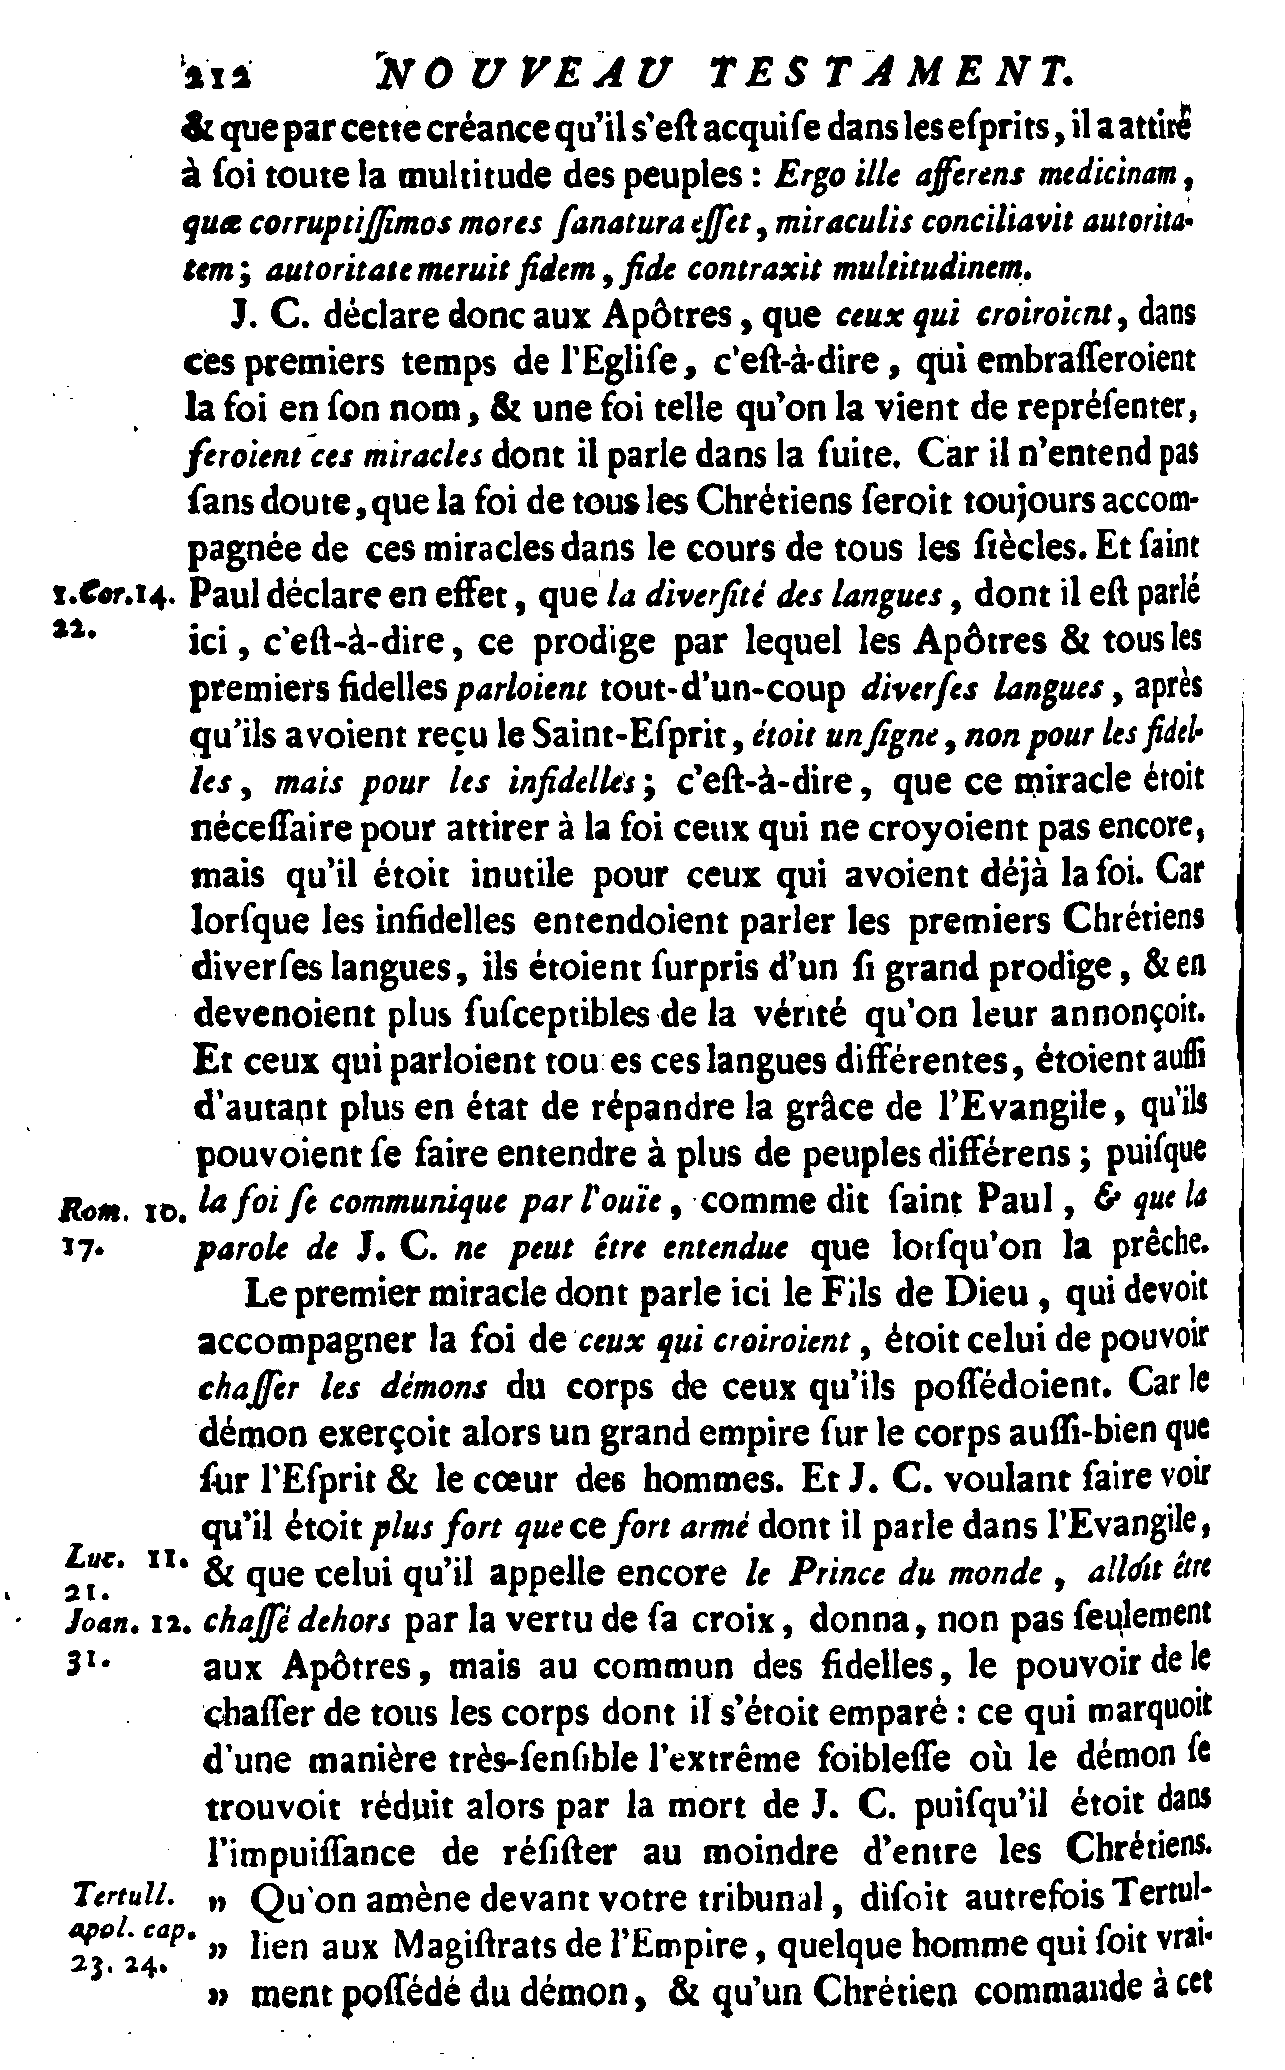 212 NOUVEAU TESTAMENT.
& que par cette créance qu'il s'eſt acquiſe dans les eſprits, il a attiré
à ſoi toute la multitude des peuples : Ergo ille afferens medicinam,
quæ corruptiſſimos mores ſanatura eſſet, miraculis conciliavit autorita-
tem; autoritate meruit fidem, fide contraxit multitudinem.
J. C. déclare donc aux Apôtres, que ceux qui croiroient, dans
ces premiers temps de l'Egliſe, c'eſt-à-dire, qui embraſſeroient
la foi en ſon nom, & une foi telle qu'on la vient de repréſenter,
feroient ces miracles dont il parle dans la ſuite. Car il n'entend pas
ſans doute, que la foi de tous les Chrétiens ſeroit toujours accom-
pagnée de ces miracles dans le cours de tous les ſiècles. Et ſaint
1. Cor. 14. Paul déclare en effet, que la diverſité des langues, dont il eſt parlé
22. ici, c'eſt-à-dire, ce prodige par lequel les Apôtres & tous les
premiers fidelles parloient tout-d'un-coup diverſes langues, après
qu'ils avoient reçu le Saint-Eſprit, étoit un ſigne, non pour les fidel-
les, mais pour les infidelles; c'eſt-à-dire, que ce miracle étoit
néceſſaire pour attirer à la foi ceux qui ne croyoient pas encore,
mais qu'il étoit inutile pour ceux qui avoient déjà la foi. Car
lorſque les infidelles entendoient parler les premiers Chrétiens
diverſes langues, ils étoient ſurpris d'un ſi grand prodige, & en
devenoient plus ſuſceptibles de la vérité qu'on leur annonçoit.
Et ceux qui parloient tou es ces langues différentes, étoient auſſi
d'autant plus en état de répandre la grâce de l'Evangile, qu'ils
pouvoient ſe faire entendre à plus de peuples différens ; puiſque
Rom. 10. la foi ſe communique par l'ouïe, comme dit ſaint Paul, & que la
17. parole de J. C. ne peut être entendue que lorſqu'on la prêche.
Le premier miracle dont parle ici le Fils de Dieu, qui devoit
accompagner la foi de ceux qui croiroient, étoit celui de pouvoir
chaſſer les démons du corps de ceux qu'ils poſſédoient. Car le
démon exerçoit alors un grand empire ſur le corps auſſi-bien que
ſur l'Eſprit & le cœur des hommes. Et J. C. voulant faire voir
qu'il étoit plus fort que ce fort armé dont il parle dans l'Evangile,
Luc. 11. & que celui qu'il appelle encore le Prince du monde, alloit être
21.
Joan. 12. chaſſé dehors par la vertu de ſa croix, donna, non pas ſeulement
31. aux Apôtres, mais au commun des fidelles, le pouvoir de le
chaſſer de tous les corps dont il s'étoit emparé : ce qui marquoit
d'une manière très-ſenſible l'extrême foibleſſe où le démon ſe
trouvoit réduit alors par la mort de J. C. puiſqu'il étoit dans
l'impuiſſance de réſiſter au moindre d'entre les Chrétiens.
Tertull. „ Qu'on amène devant votre tribunal, diſoit autrefois Tertul-
apol. cap. „ lien aux Magiſtrats de l'Empire, quelque homme qui ſoit vrai-
23. 24.
„ ment poſſédé du démon, & qu'un Chrétien commande à cet